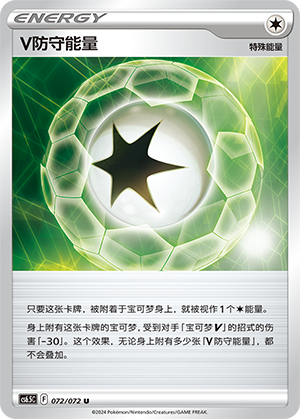 ENERGY
V防守能量
特殊能量
只要这张卡牌，被附着于宝可梦身上，就被视作1个能量。
身上附有这张卡牌的宝可梦，受到对手「宝可梦V」的招式的伤
害「-30」。这个效果，无论身上附有多少张「V防守能量」，都
不会叠加。
CS6.5C F 072/072 U
©2024 Pokémon/Nintendo/Creatures/GAME FREAK.